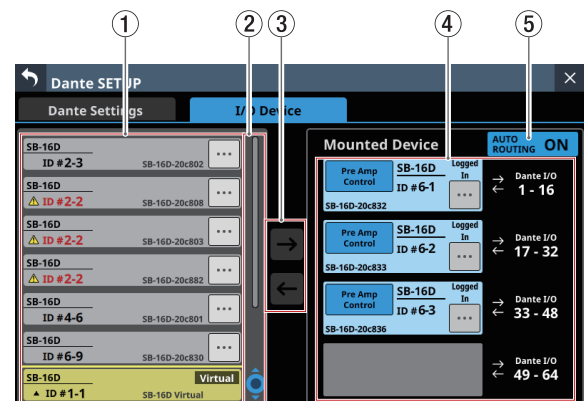 1 2 3 4 5
Dante SETUP
Dante Settings
I/O Device
SB-16D
ID #2-3
SB-16D-20c802
...
SB-16D
ID #2-2
SB-16D-20c808
...
SB-16D
ID #2-2
SB-16D-20c803
...
SB-16D
ID #2-2
SB-16D-20c882
...
SB-16D
ID #4-6
SB-16D-20c801
...
SB-16D
ID #6-9
SB-16D-20c830
...
SB-16D
Virtual
ID #1-1
SB-16D Virtual
Mounted Device
AUTO
ROUTING ON
Pre Amp
Control
SB-16D
ID #6-1
Logged
In
...
SB-16D-20c832
Dante I/O
1 - 16
Pre Amp
Control
SB-16D
ID #6-2
Logged
In
...
SB-16D-20c833
Dante I/O
17 - 32
Pre Amp
Control
SB-16D
ID #6-3
Logged
In
...
SB-16D-20c836
Dante I/O
33 - 48
Dante I/O
49 - 64